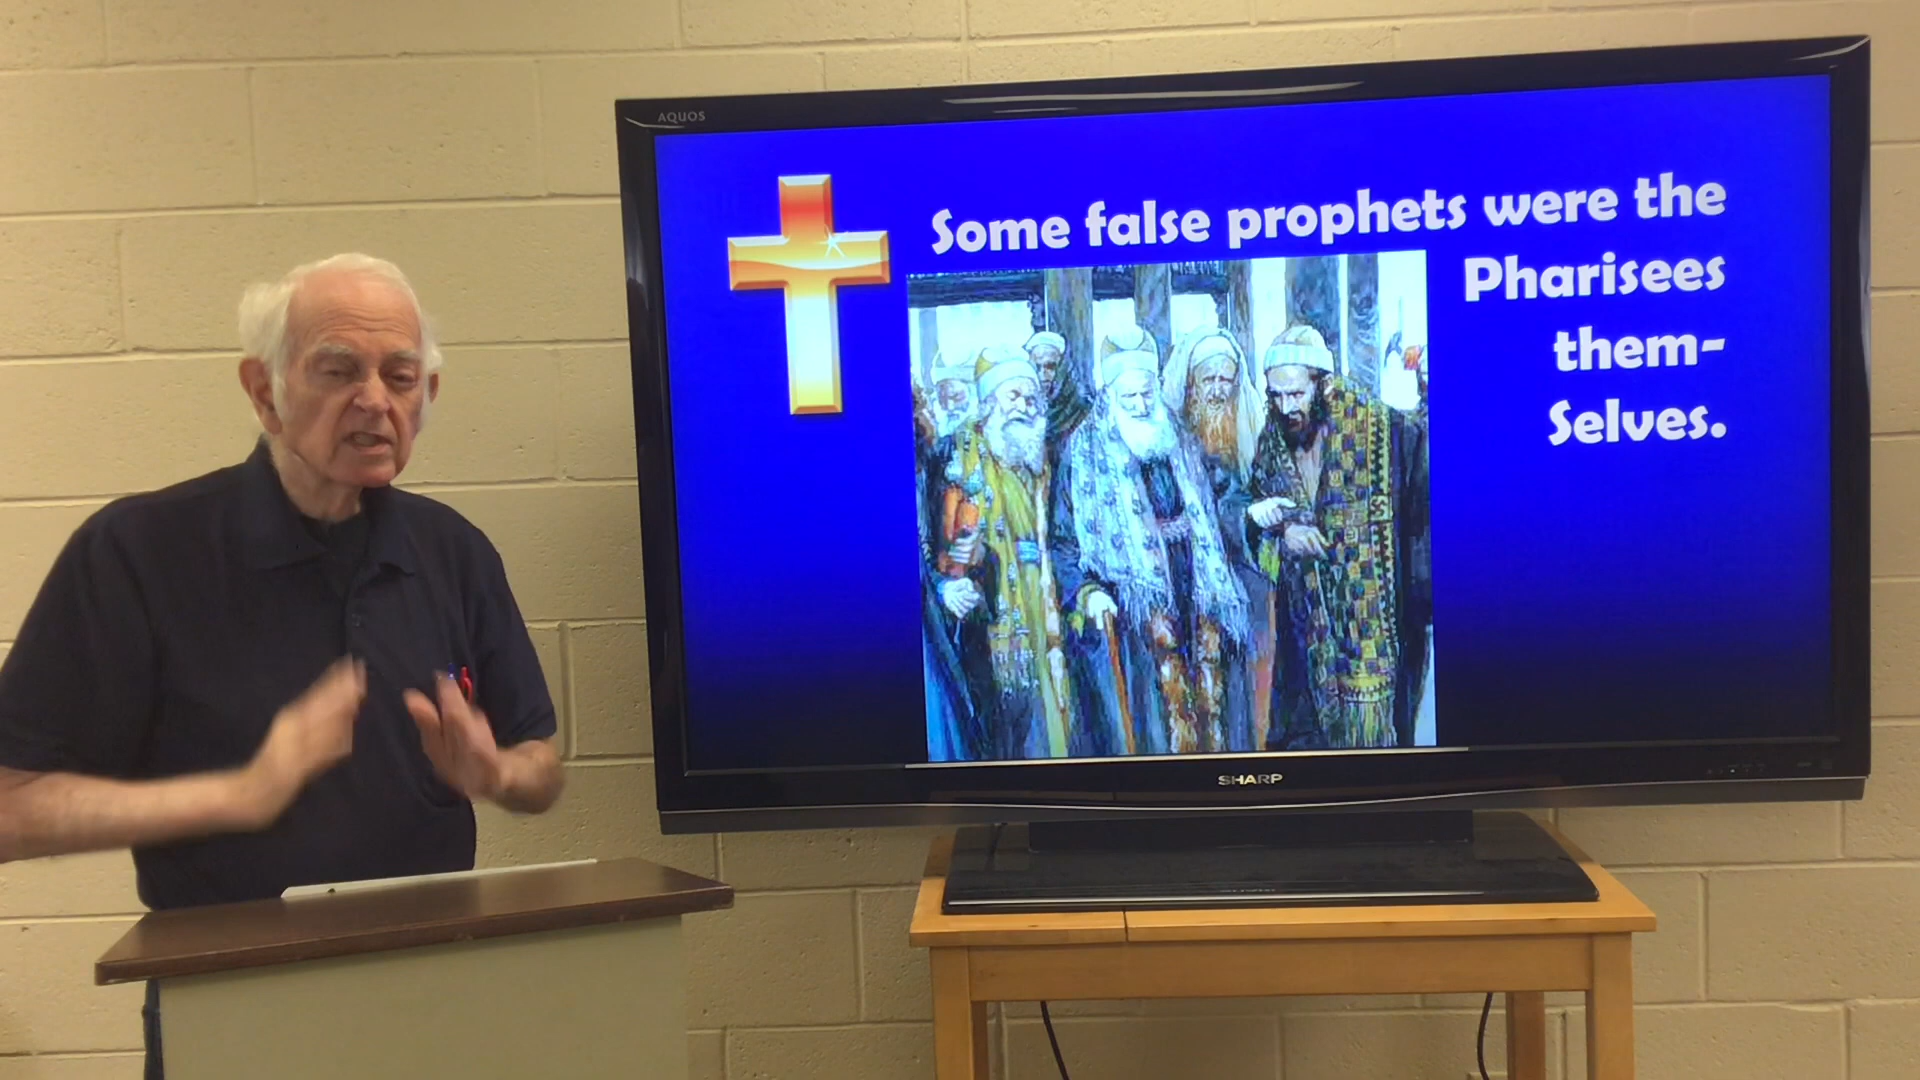 AQUOS
Some false prophets were the
Pharisees
them-
Selves.
SHARP